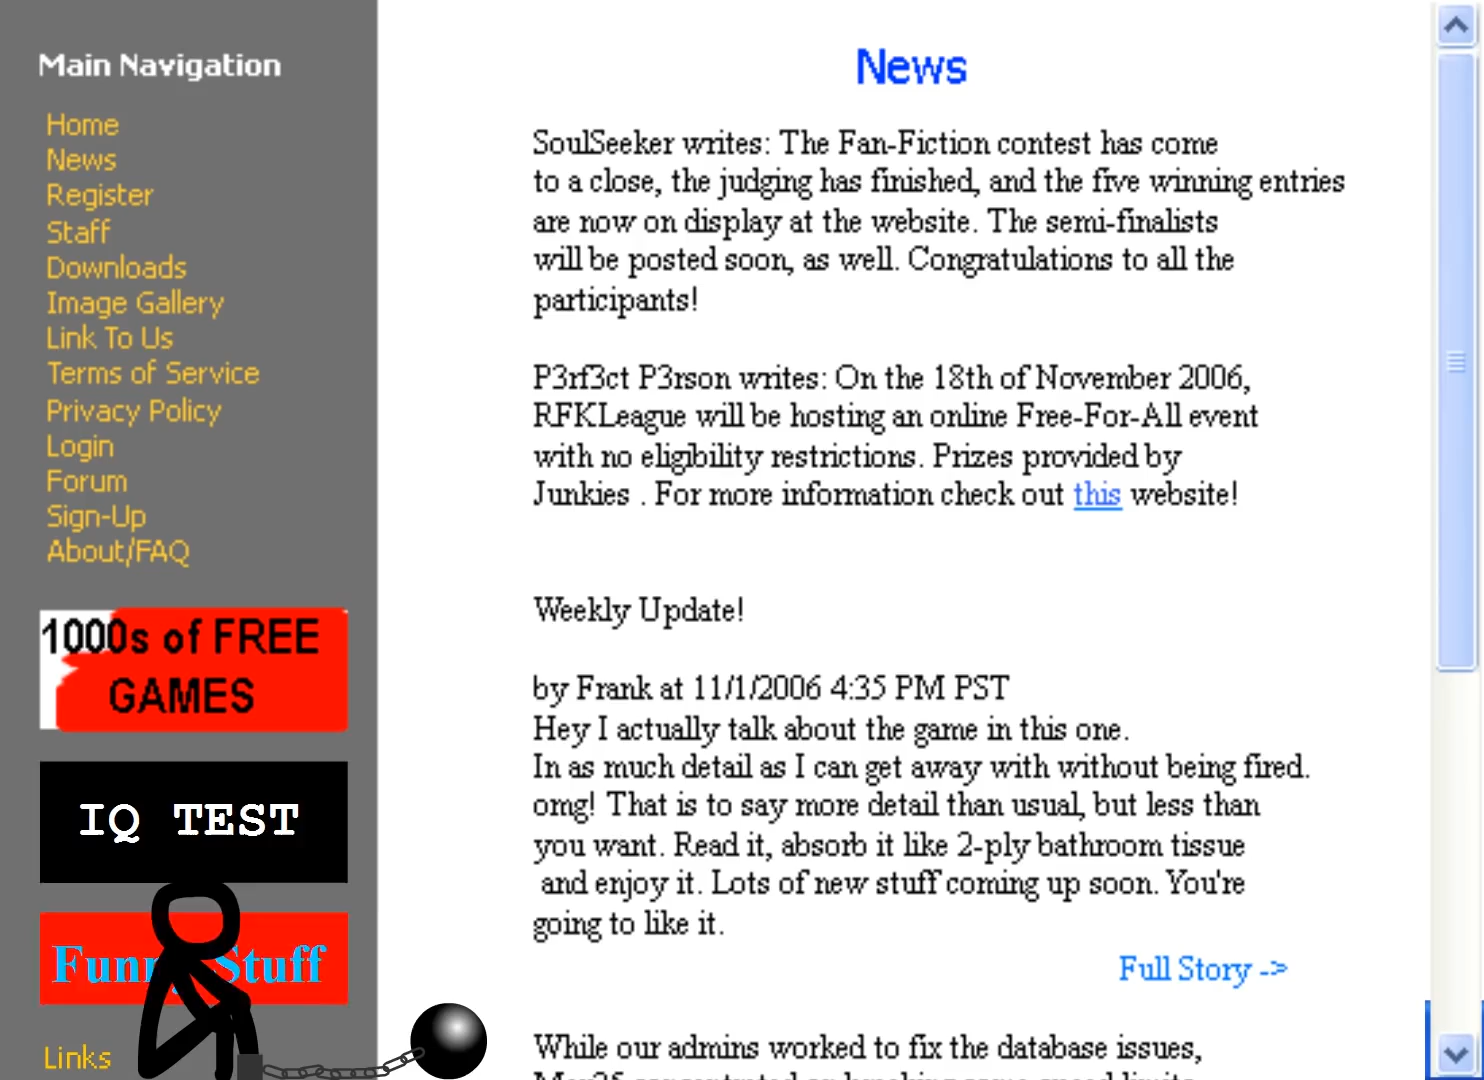 Main Navigation
Home
News
Register
Staff
Downloads
Image Gallery
Link To Us
Terms of Service
Privacy Policy
Login
Forum
Sign-Up
About/FAQ
1000s of FREE
GAMES
IQ TEST
Funny Stuff
Links
News
SoulSeeker writes: The Fan-Fiction contest has come
to a close, the judging has finished, and the five winning entries
are now on display at the website. The semi-finalists
will be posted soon, as well. Congratulations to all the
participants!
P3rf3ct P3rson writes: On the 18th of November 2006,
RFKLeague will be hosting an online Free-For-All event
with no eligibility restrictions. Prizes provided by
Junkies . For more information check out this website!
Weekly Update!
by Frank at 11/1/2006 4:35 PM PST
Hey I actually talk about the game in this one.
In as much detail as I can get away with without being fired.
omg! That is to say more detail than usual, but less than
you want. Read it, absorb it like 2-ply bathroom tissue
and enjoy it. Lots of new stuff coming up soon. You're
going to like it.
Full Story ->
While our admins worked to fix the database issues,